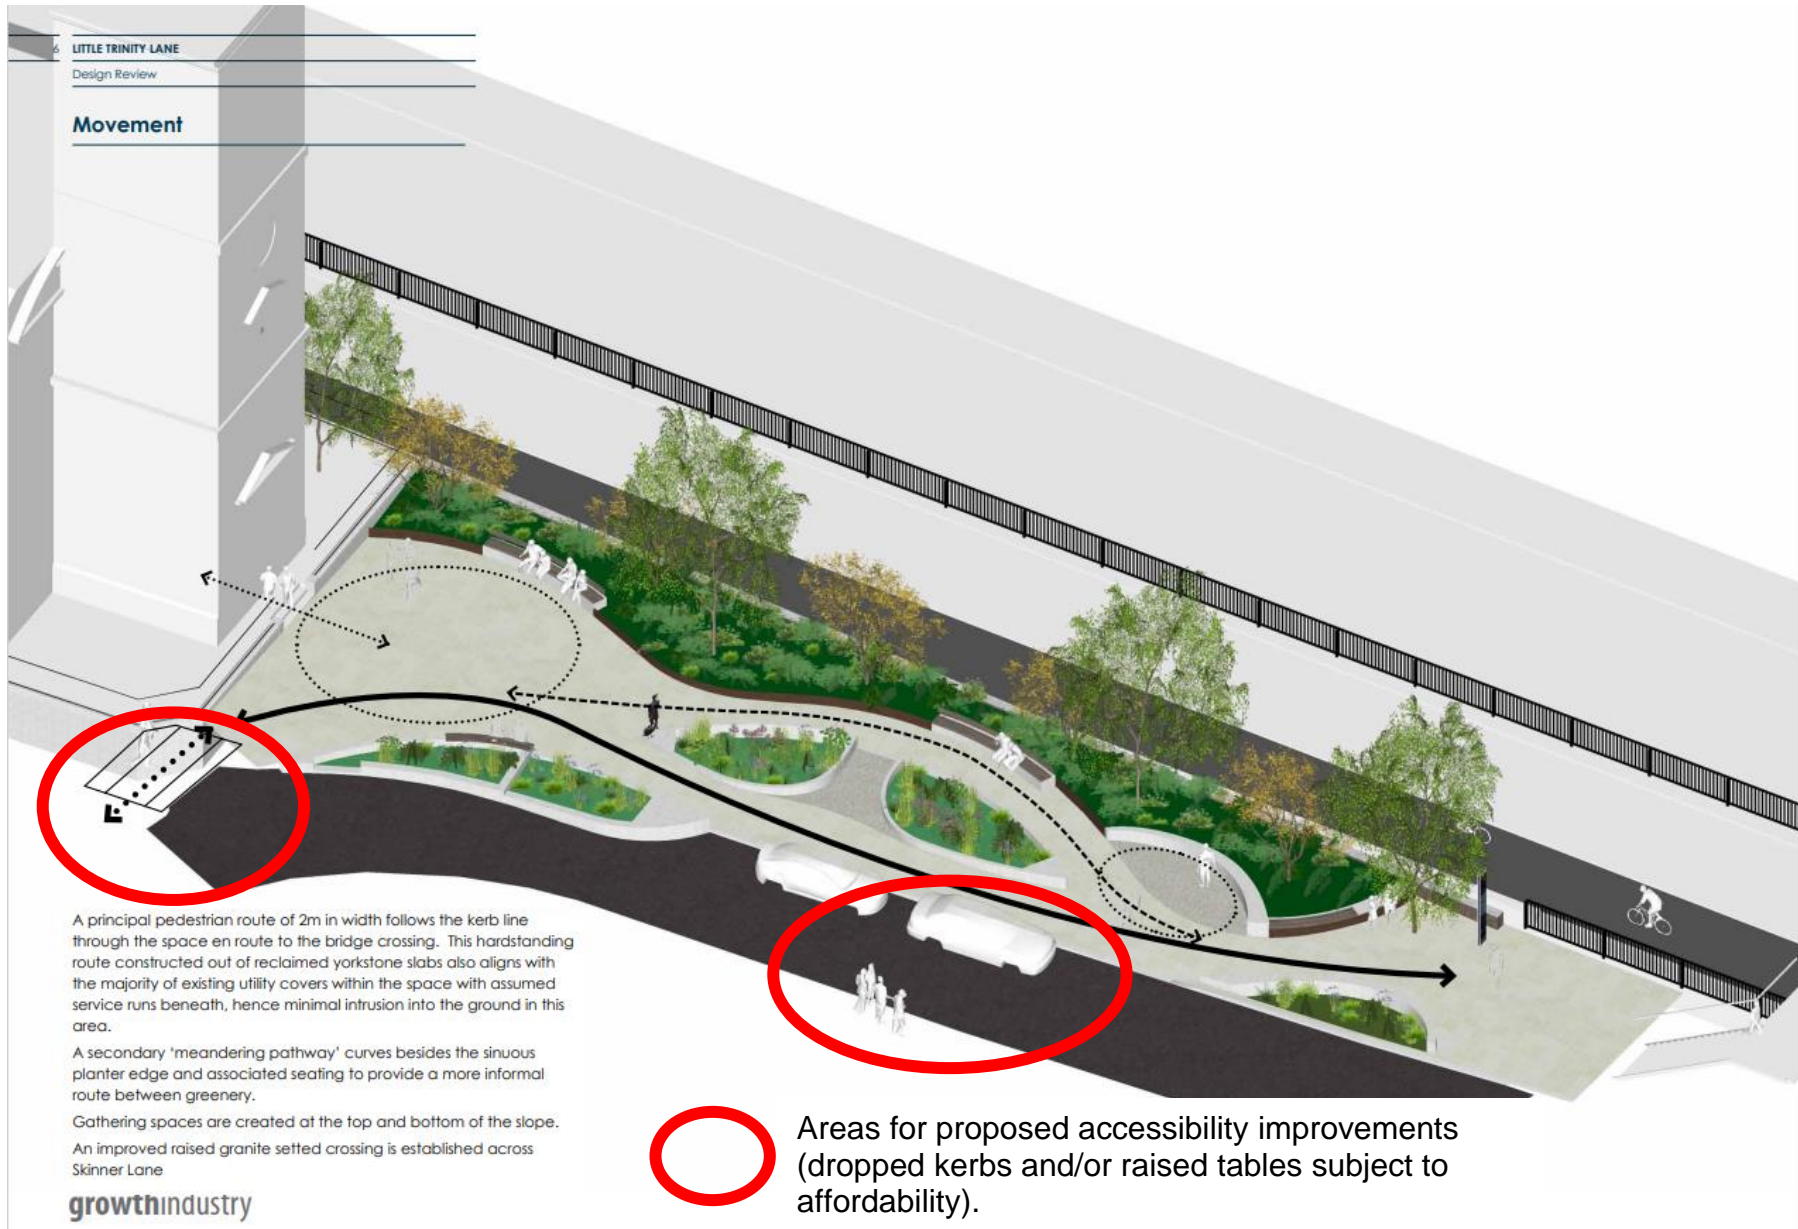 6 LITTLE TRINITY LANE
Design Review
Movement
A principal pedestrian route of 2m in width follows the kerb line
through the space en route to the bridge crossing. This hardstanding
route constructed out of reclaimed yorkstone slabs also aligns with
the majority of existing utility covers within the space with assumed
service runs beneath, hence minimal intrusion into the ground in this
area.
A secondary 'meandering pathway' curves besides the sinuous
planter edge and associated seating to provide a more informal
route between greenery.
Gathering spaces are created at the top and bottom of the slope.
An improved raised granite setted crossing is established across
Skinner Lane
growthindustry
Areas for proposed accessibility improvements
(dropped kerbs and/or raised tables subject to
affordability).